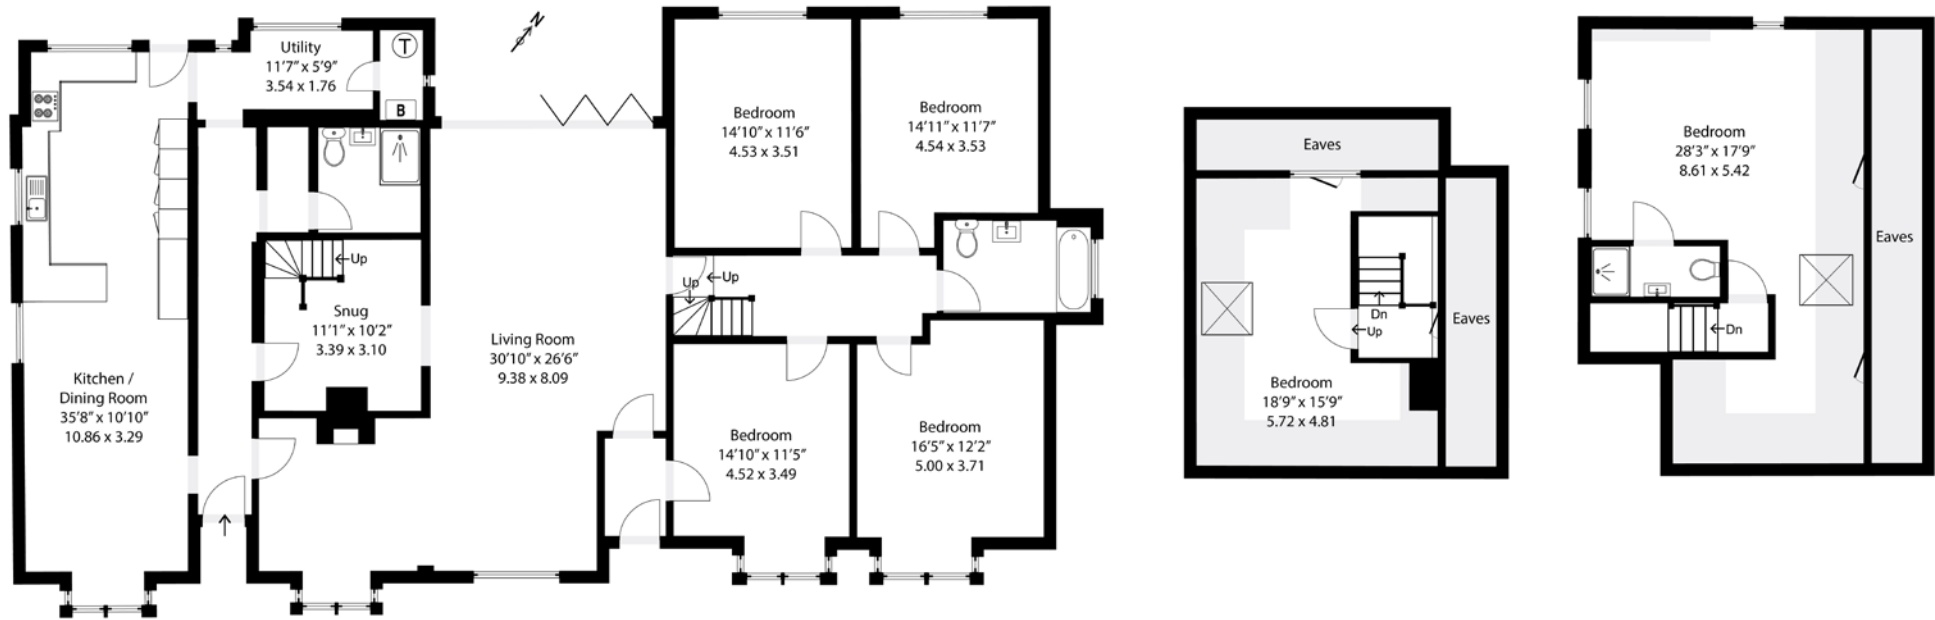 N
Utility
11'7" x 5'9"
3.54 x 1.76
T
B
Up
Snug
11'1" x 10'2"
3.39 x 3.10
Kitchen /
Dining Room
35'8" x 10'10"
10.86 x 3.29
Living Room
30'10" x 26'6"
9.38 x 8.09
Bedroom
14'10" x 11'6"
4.53 x 3.51
Bedroom
14'11" x 11'7"
4.54 x 3.53
Up
Up
Bedroom
14'10" x 11'5"
4.52 x 3.49
Bedroom
16'5" x 12'2"
5.00 x 3.71
Eaves
Dn
Up
Eaves
Bedroom
18'9" x 15'9"
5.72 x 4.81
Bedroom
28'3" x 17'9"
8.61 x 5.42
Eaves
Dn